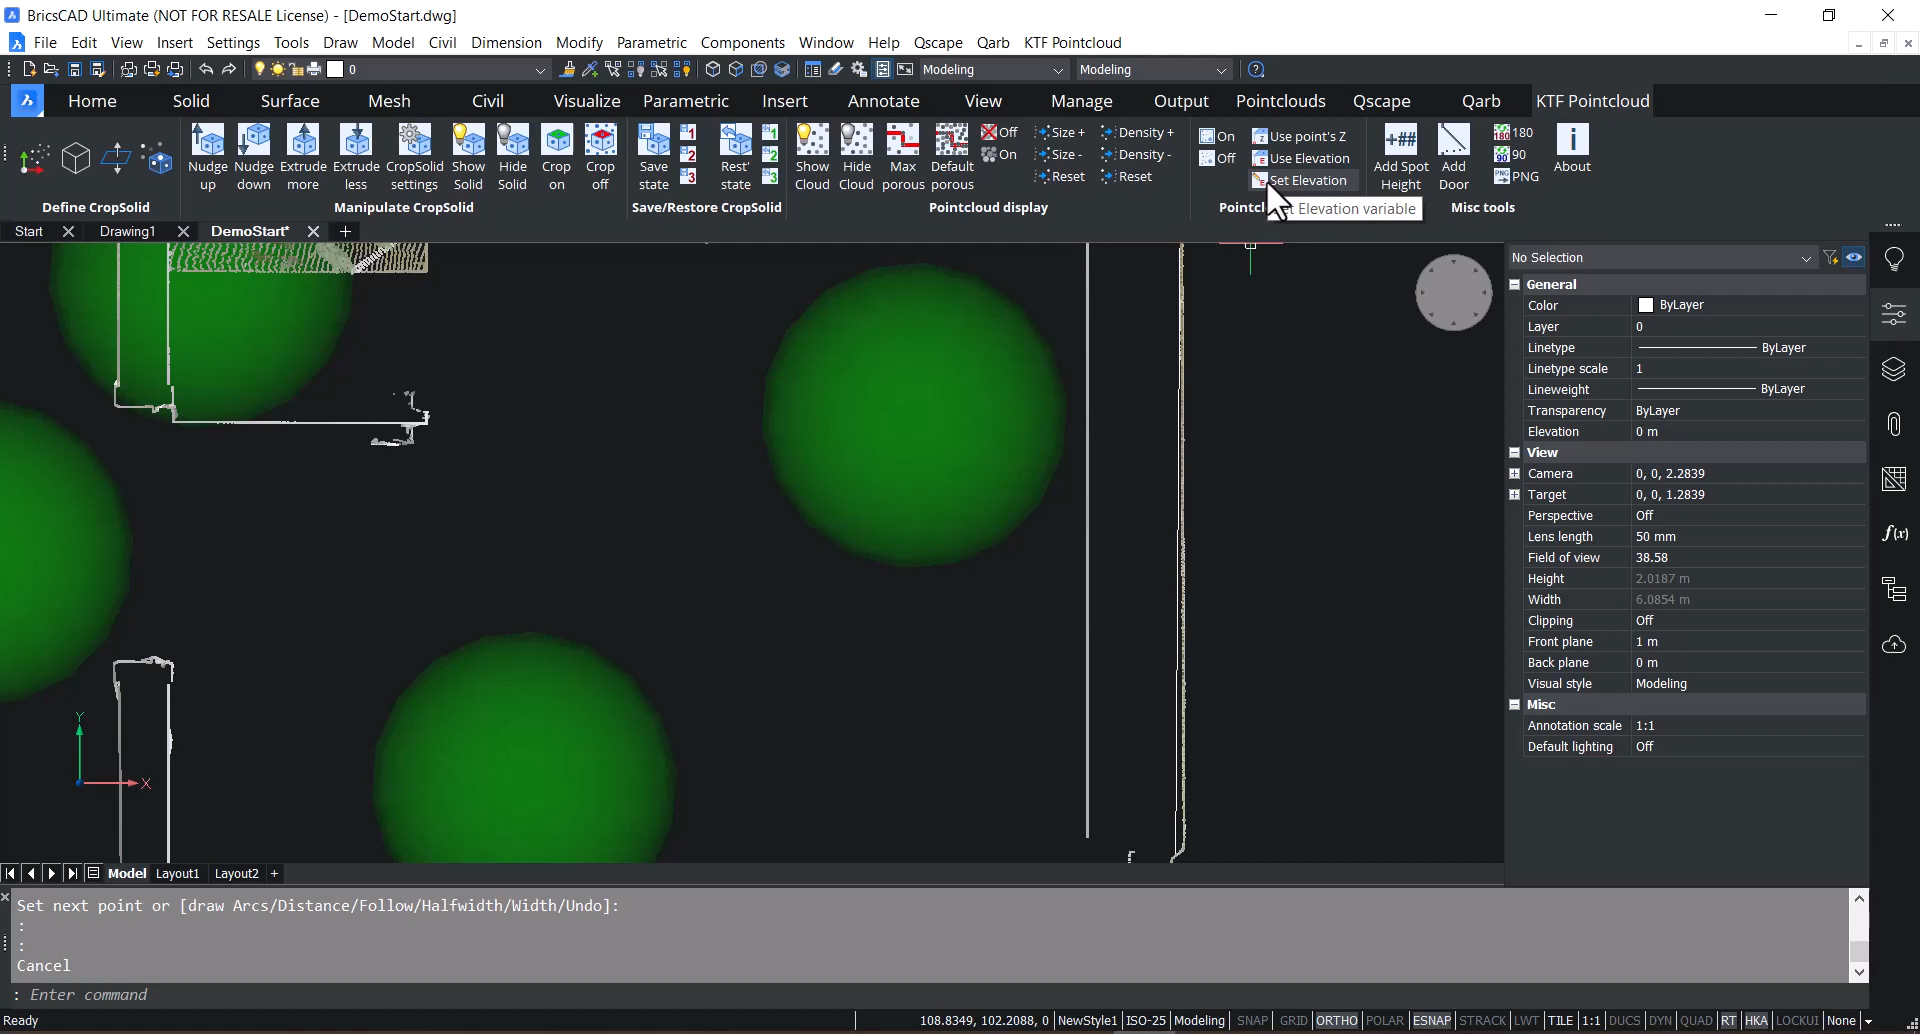 BricsCAD Ultimate (NOT FOR RESALE License) - [DemoStart.dwg]
File Edit View Insert Settings Tools Draw Model Civil Dimension Modify Parametric Components Window Help Qscape Qarb KTF Pointcloud
0 Modeling Modeling
Home Solid Surface Mesh Civil Visualize Parametric Insert Annotate View Manage Output Pointclouds Qscape Qarb KTF Pointcloud
Nudge up
Nudge down
Extrude more
Extrude less
CropSolid settings
Show Solid
Hide Solid
Crop on
Crop off
Save state
1
2
3
Rest' state
1
2
3
Show Cloud
Hide Cloud
Max porous
Default porous
Off
On
Size +
Size -
Reset
Density +
Density -
Reset
On
Off
Use point's Z
Use Elevation
Set Elevation
+##
Add Spot Height
Add Door
180
90
PNG
About
Define CropSolid Manipulate CropSolid Save/Restore CropSolid Pointcloud display Pointcl Misc tools
t Elevation variable
Start Drawing1 DemoStart*
No Selection
General
Color ByLayer
Layer 0
Linetype ByLayer
Linetype scale 1
Lineweight ByLayer
Transparency ByLayer
Elevation 0 m
View
Camera 0, 0, 2.2839
Target 0, 0, 1.2839
Perspective Off
Lens length 50 mm
Field of view 38.58
Height 2.0187 m
Width 6.0854 m
Clipping Off
Front plane 1 m
Back plane 0 m
Visual style Modeling
Misc
Annotation scale 1:1
Default lighting Off
f(x)
Y
X
Model Layout1 Layout2 +
Set next point or [draw Arcs/Distance/Follow/Halfwidth/Width/Undo]:
:
:
Cancel
: Enter command
Ready 108.8349, 102.2088, 0 NewStyle1 ISO-25 Modeling SNAP GRID ORTHO POLAR ESNAP STRACK LWT TILE 1:1 DUCS DYN QUAD RT HKA LOCKUI None